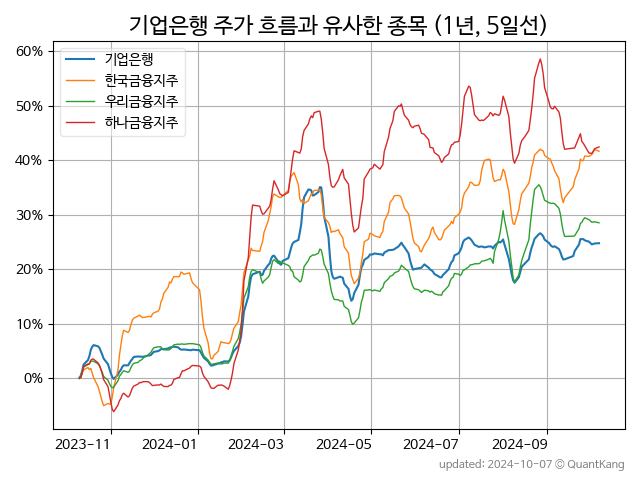 기업은행 주가 흐름과 유사한 종목 (1년, 5일선)
기업은행
한국금융지주
우리금융지주
하나금융지주
60%
50%
40%
30%
20%
10%
0%
2023-11 2024-01 2024-03 2024-05 2024-07 2024-09
updated: 2024-10-07 © QuantKang